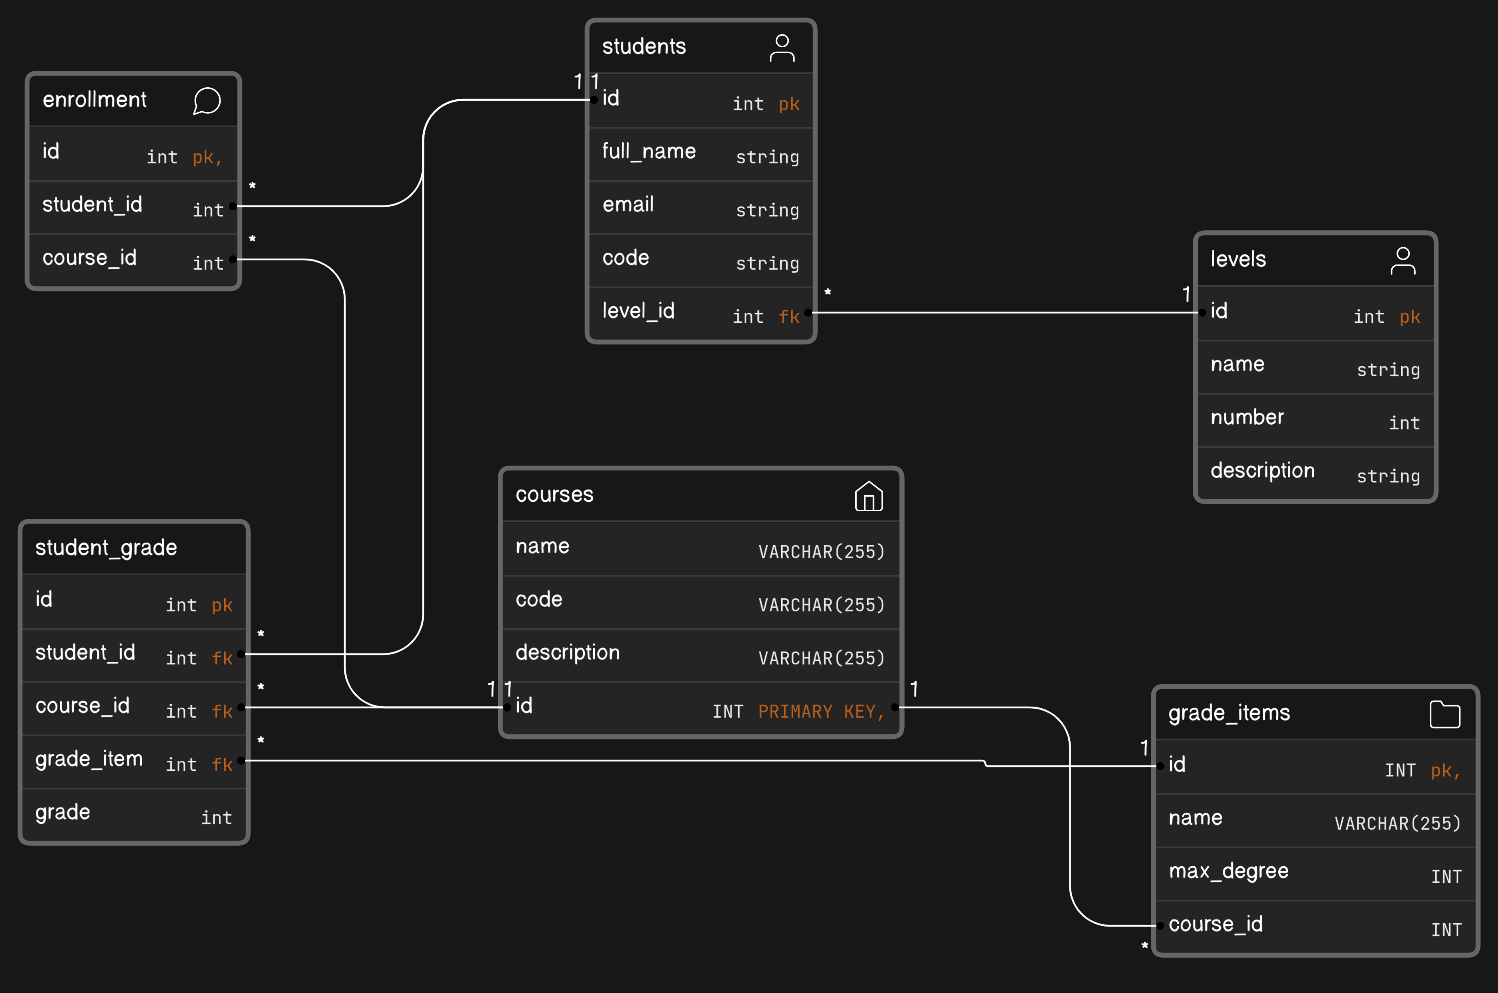 students
1 1
id int pk
full_name string
email string
code string
level_id int fk
*
enrollment
id int pk,
student_id int
*
course_id int
*
levels
1
id int pk
name string
number int
description string
courses
name VARCHAR(255)
code VARCHAR(255)
description VARCHAR(255)
1 1
id INT PRIMARY KEY,
1
student_grade
id int pk
student_id int fk
*
course_id int fk
*
grade_item int fk
*
grade int
grade_items
1
id INT pk,
name VARCHAR(255)
max_degree INT
course_id INT
*